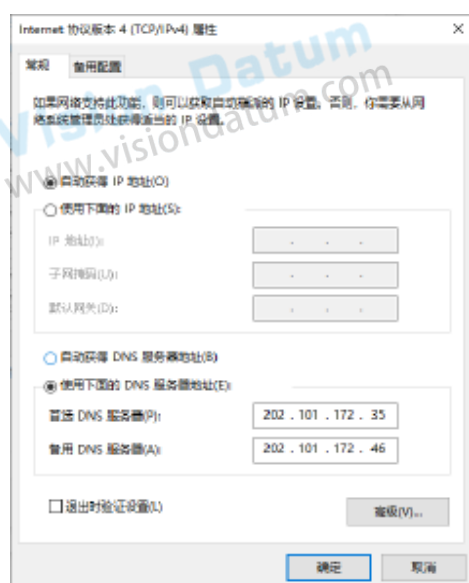 Internet 协议版本 4 (TCP/IPv4) 属性
常规 备用配置
如果网络支持此功能，则可以获取自动指派的 IP 设置。否则，你需要从网
络系统管理员处获得适当的 IP 设置。
Vision Datum
www.visiondatum.com
自动获得 IP 地址(O)
使用下面的 IP 地址(S):
IP 地址(I):
子网掩码(U):
默认网关(D):
自动获得 DNS 服务器地址(B)
使用下面的 DNS 服务器地址(E):
首选 DNS 服务器(P): 202 . 101 . 172 . 35
备用 DNS 服务器(A): 202 . 101 . 172 . 46
退出时验证设置(L)
高级(V)...
确定 取消